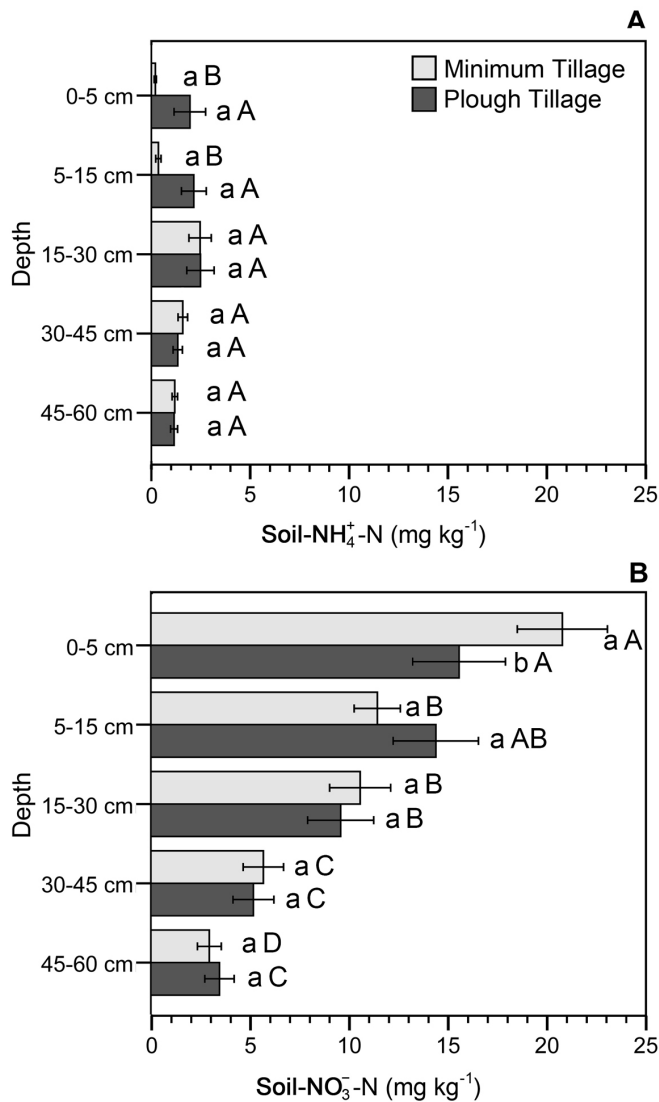 A
Minimum Tillage
Plough Tillage
Depth
0-5 cm
a B
a A
5-15 cm
a B
a A
15-30 cm
a A
a A
30-45 cm
a A
a A
45-60 cm
a A
a A
0 5 10 15 20 25
Soil-NH₄⁺-N (mg kg⁻¹)
B
Depth
0-5 cm
a A
b A
5-15 cm
a B
a AB
15-30 cm
a B
a B
30-45 cm
a C
a C
45-60 cm
a D
a C
0 5 10 15 20 25
Soil-NO₃⁻-N (mg kg⁻¹)